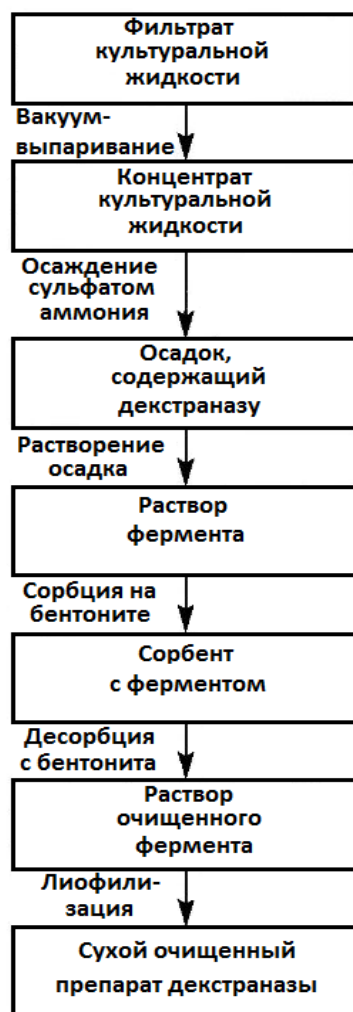 Фильтрат
культуральной
жидкости
Вакуум-
выпаривание
Концентрат
культуральной
жидкости
Осаждение
сульфатом
аммония
Осадок,
содержащий
декстраназу
Растворение
осадка
Раствор
фермента
Сорбция на
бентоните
Сорбент
с ферментом
Десорбция
с бентонита
Раствор
очищенного
фермента
Лиофили-
зация
Сухой очищенный
препарат декстраназы